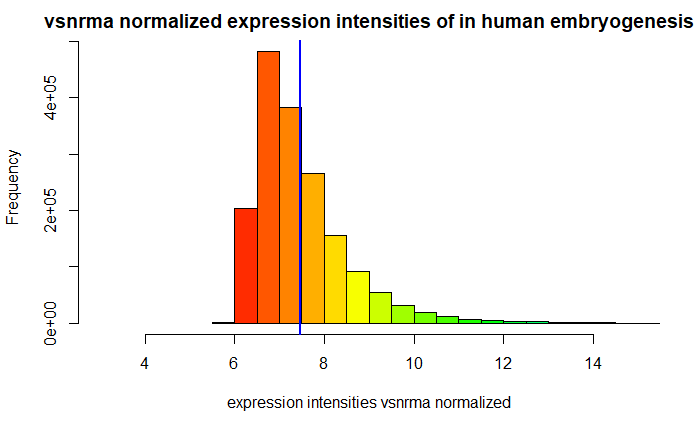 vsnrma normalized expression intensities of in human embryogenesis
Frequency
4e+05
2e+05
0e+00
4 6 8 10 12 14
expression intensities vsnrma normalized